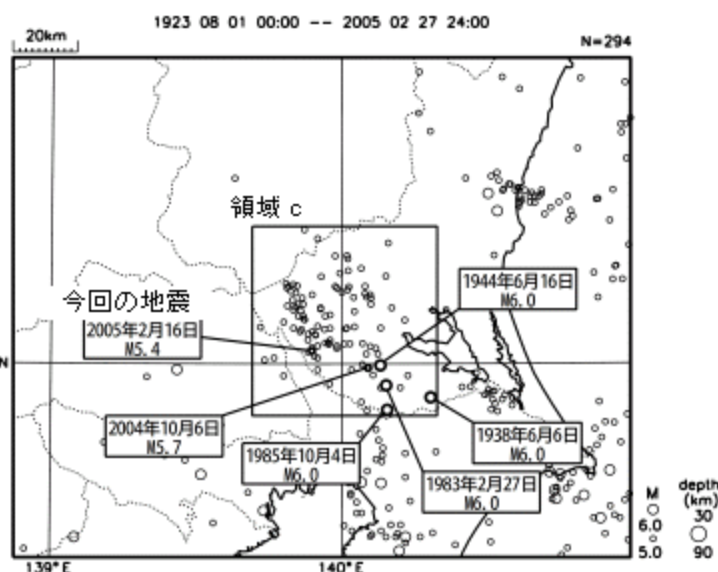 1923 08 01 00:00 -- 2005 02 27 24:00
20km
N=294
領域 c
1944年6月16日
M6.0
今回の地震
2005年2月16日
M5.4
N
2004年10月6日
M5.7
1985年10月4日
M6.0
1938年6月6日
M6.0
1983年2月27日
M6.0
M
6.0
5.0
depth
(km)
30
90
139°E
140°E